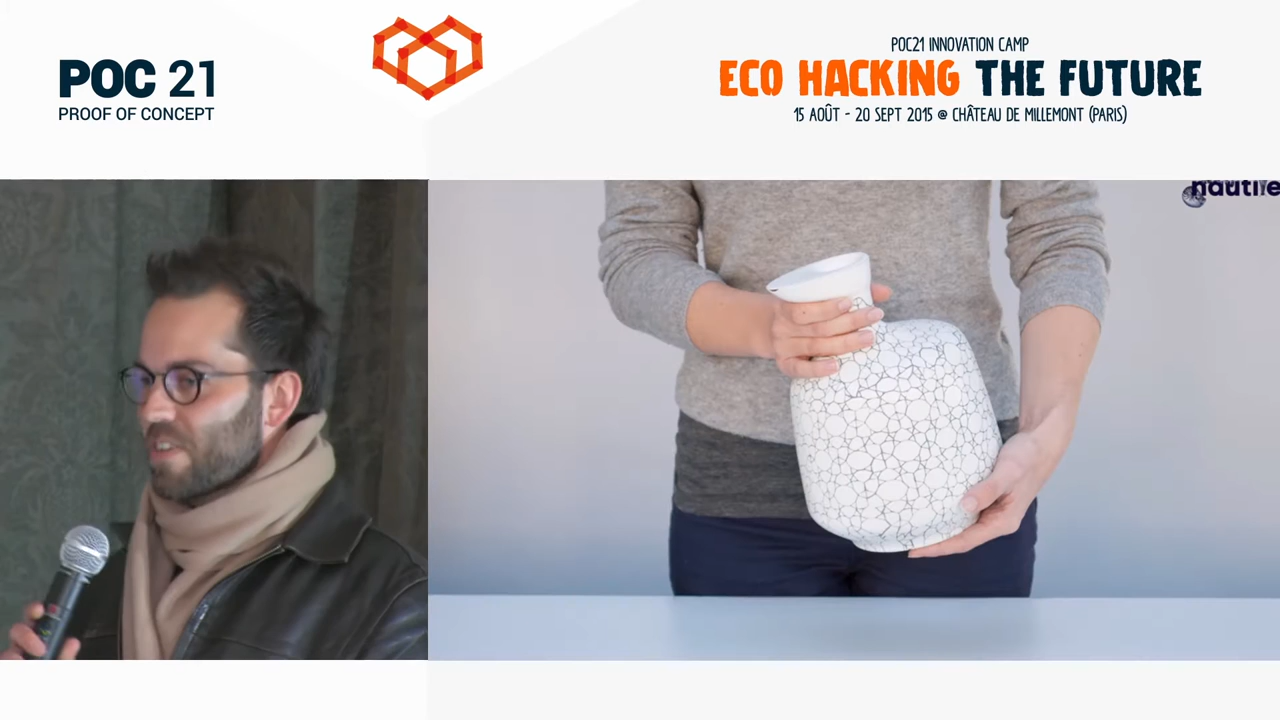 POC 21
PROOF OF CONCEPT
POC21 INNOVATION CAMP
ECO HACKING THE FUTURE
15 AOÛT - 20 SEPT 2015 @ CHÂTEAU DE MILLEMONT (PARIS)
nautile